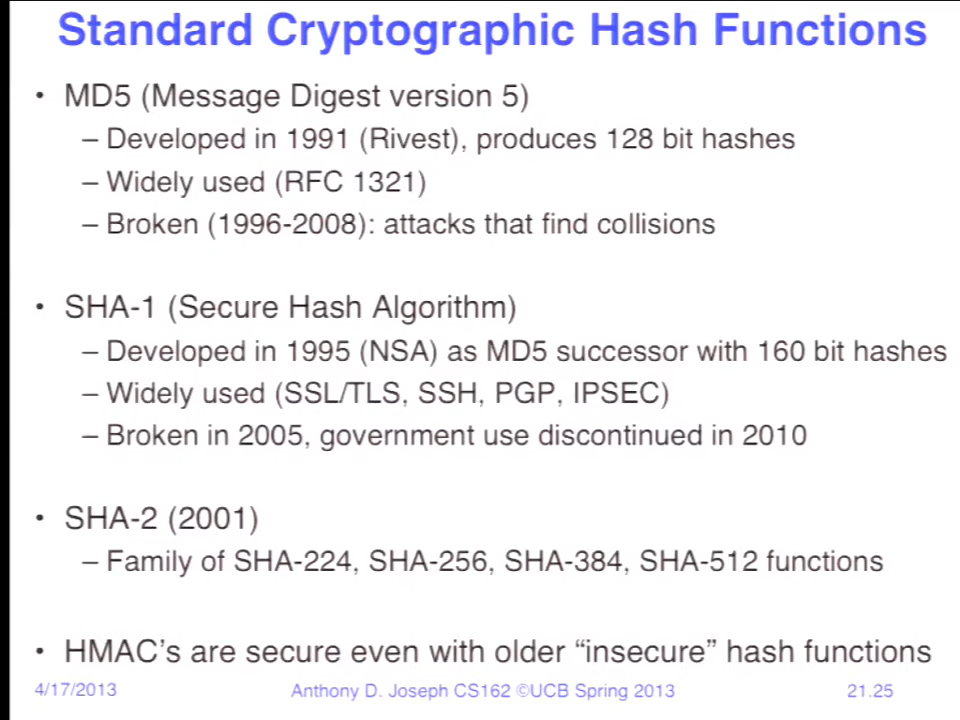 Standard Cryptographic Hash Functions
• MD5 (Message Digest version 5)
– Developed in 1991 (Rivest), produces 128 bit hashes
– Widely used (RFC 1321)
– Broken (1996-2008): attacks that find collisions
• SHA-1 (Secure Hash Algorithm)
– Developed in 1995 (NSA) as MD5 successor with 160 bit hashes
– Widely used (SSL/TLS, SSH, PGP, IPSEC)
– Broken in 2005, government use discontinued in 2010
• SHA-2 (2001)
– Family of SHA-224, SHA-256, SHA-384, SHA-512 functions
• HMAC’s are secure even with older “insecure” hash functions
4/17/2013 Anthony D. Joseph CS162 ©UCB Spring 2013 21.25